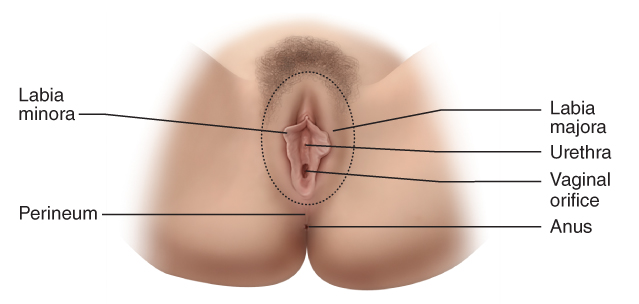 Labia
minora
Perineum
Labia
majora
Urethra
Vaginal
orifice
Anus